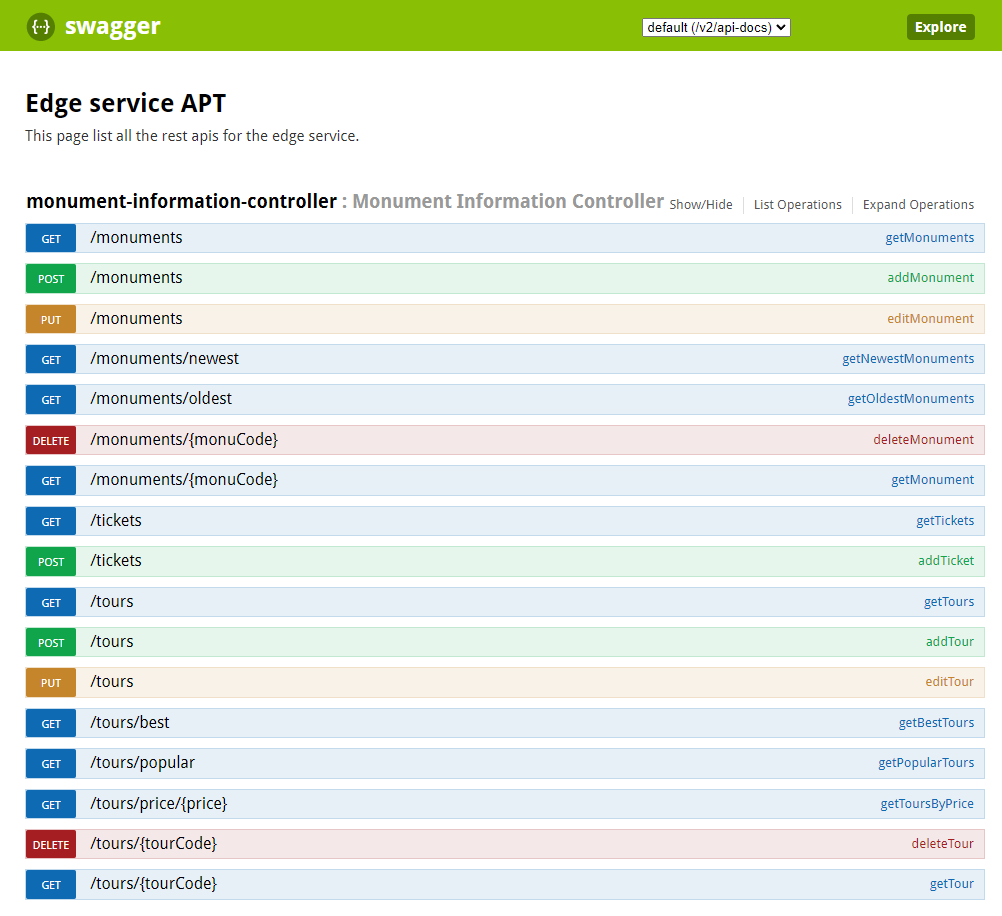 {···} swagger default (/v2/api-docs) Explore
Edge service APT
This page list all the rest apis for the edge service.
monument-information-controller : Monument Information Controller Show/Hide List Operations Expand Operations
GET /monuments getMonuments
POST /monuments addMonument
PUT /monuments editMonument
GET /monuments/newest getNewestMonuments
GET /monuments/oldest getOldestMonuments
DELETE /monuments/{monuCode} deleteMonument
GET /monuments/{monuCode} getMonument
GET /tickets getTickets
POST /tickets addTicket
GET /tours getTours
POST /tours addTour
PUT /tours editTour
GET /tours/best getBestTours
GET /tours/popular getPopularTours
GET /tours/price/{price} getToursByPrice
DELETE /tours/{tourCode} deleteTour
GET /tours/{tourCode} getTour